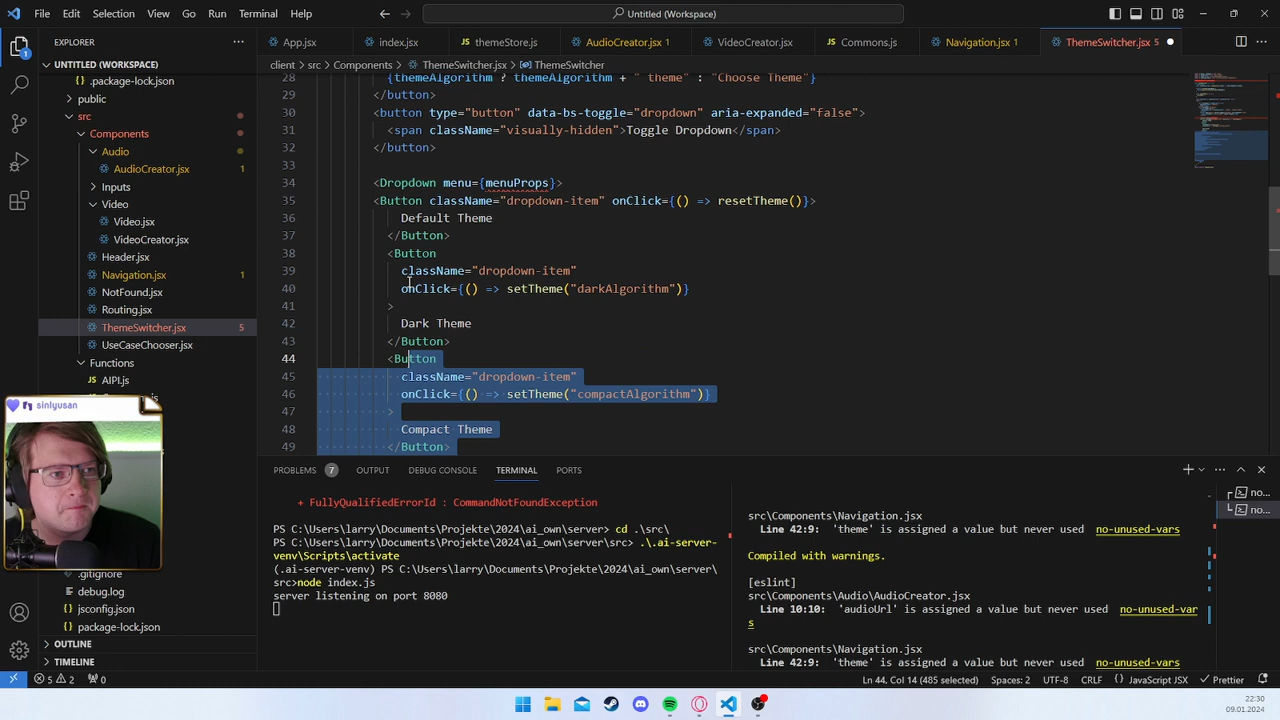 File Edit Selection View Go Run Terminal Help
Untitled (Workspace)
EXPLORER
App.jsx index.jsx themeStore.js AudioCreator.jsx 1 VideoCreator.jsx Commons.js Navigation.jsx 1 ThemeSwitcher.jsx 5
UNTITLED (WORKSPACE)
client src Components ThemeSwitcher.jsx ThemeSwitcher
.package-lock.json
public
src
Components
Audio
AudioCreator.jsx 1
Inputs
Video
Video.jsx
VideoCreator.jsx
Header.jsx
Navigation.jsx 1
NotFound.jsx
Routing.jsx
ThemeSwitcher.jsx 5
UseCaseChooser.jsx
Functions
AIPI.js
.gitignore
debug.log
jsconfig.json
package-lock.json
OUTLINE
TIMELINE
sinlyusan
28 {themeAlgorithm ? themeAlgorithm + " theme" : "Choose Theme"}
29 </button>
30 <button type="button" data-bs-toggle="dropdown" aria-expanded="false">
31 <span className="visually-hidden">Toggle Dropdown</span>
32 </button>
33
34 <Dropdown menu={menuProps}>
35 <Button className="dropdown-item" onClick={() => resetTheme()}>
36 Default Theme
37 </Button>
38 <Button
39 className="dropdown-item"
40 onClick={() => setTheme("darkAlgorithm")}
41 >
42 Dark Theme
43 </Button>
44 <Button
45 className="dropdown-item"
46 onClick={() => setTheme("compactAlgorithm")}
47 >
48 Compact Theme
49 </Button>
PROBLEMS 7 OUTPUT DEBUG CONSOLE TERMINAL PORTS
+ FullyQualifiedErrorId : CommandNotFoundException
PS C:\Users\larry\Documents\Projekte\2024\ai_own\server> cd .\src\
PS C:\Users\larry\Documents\Projekte\2024\ai_own\server\src> .\.ai-server-
venv\Scripts\activate
(.ai-server-venv) PS C:\Users\larry\Documents\Projekte\2024\ai_own\server\
src>node index.js
server listening on port 8080
src\Components\Navigation.jsx
Line 42:9: 'theme' is assigned a value but never used no-unused-vars
Compiled with warnings.
[eslint]
src\Components\Audio\AudioCreator.jsx
Line 10:10: 'audioUrl' is assigned a value but never used no-unused-var
s
src\Components\Navigation.jsx
Line 42:9: 'theme' is assigned a value but never used no-unused-vars
no...
no...
5 2 0
Ln 44, Col 14 (485 selected) Spaces: 2 UTF-8 CRLF {} JavaScript JSX Prettier
22:30
09.01.2024